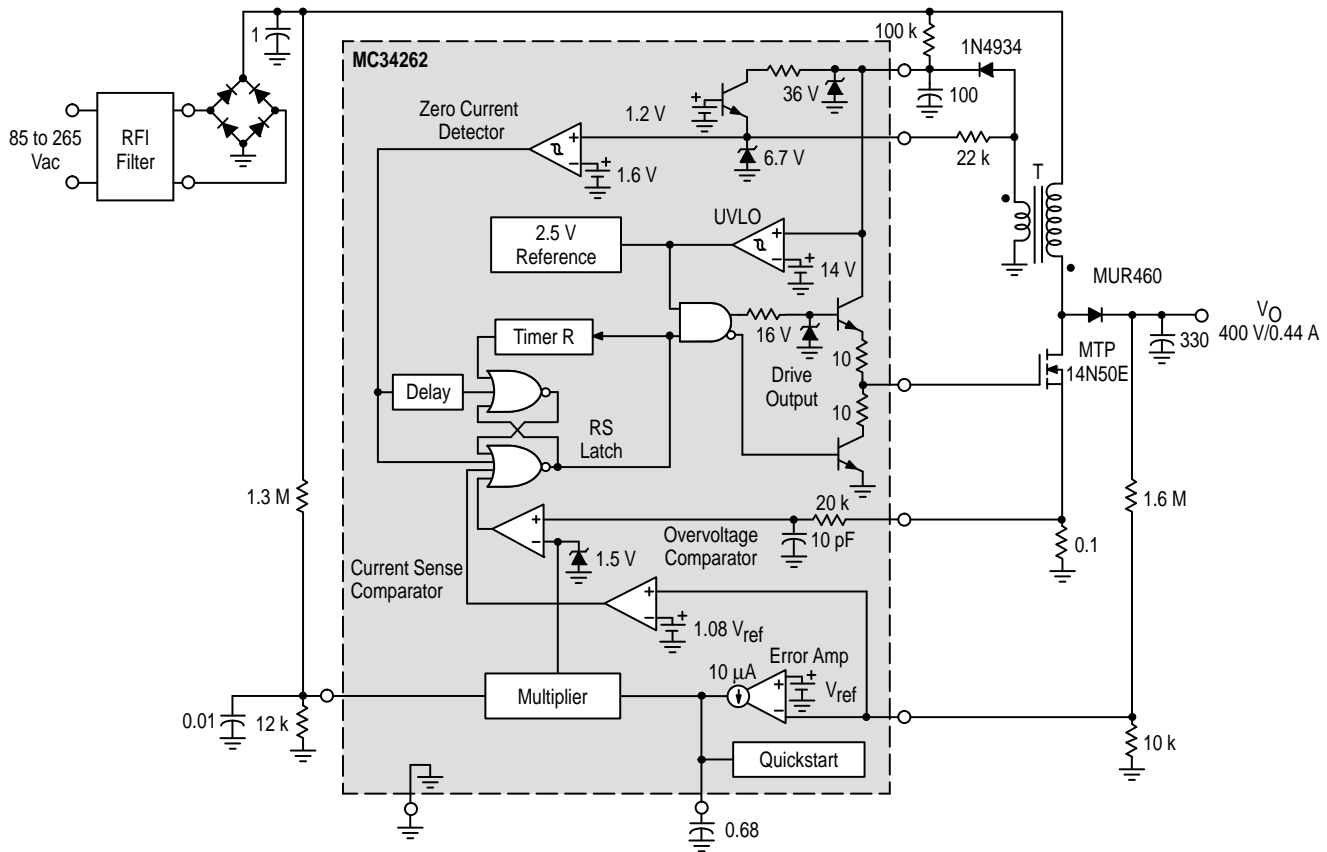 1
100 k
1N4934
MC34262
36 V
100
1.2 V
Zero Current
Detector
85 to 265
Vac
RFI
Filter
6.7 V
22 k
1.6 V
T
UVLO
2.5 V
Reference
14 V
MUR460
VO
400 V/0.44 A
330
Timer R
16 V
10
MTP
14N50E
Delay
Drive
Output
10
RS
Latch
1.3 M
20 k
1.6 M
10 pF
Overvoltage
Comparator
0.1
1.5 V
Current Sense
Comparator
1.08 Vref
Error Amp
10 μA
Multiplier
Vref
0.01
12 k
10 k
Quickstart
0.68